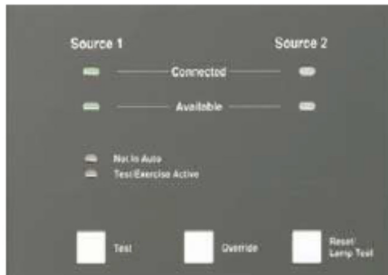 Source 1 Source 2
Connected
Available
Not In Auto
Test/Exercise Active
Test Override Reset/
Lamp Test